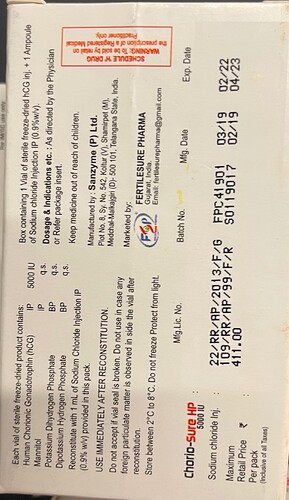 Each vial of sterile freeze-dried product contains:
Human Chorionic Gonadotrophin (hCG) IP 5000 IU
Mannitol IP q.s.
Potassium Dihydrogen Phosphate BP q.s.
Dipotassium Hydrogen Phosphate BP q.s.
Reconstitute with 1 mL of Sodium Chloride Injection IP
(0.9% w/v) provided in this pack.
USE IMMEDIATELY AFTER RECONSTITUTION.
Do not accept if vial seal is broken. Do not use in case any
foreign particulate matter is observed in side the vial after
reconstitution
Store between 2°C to 8°C. Do not freeze Protect from light.
Box containing 1 Vial of sterile freeze-dried hCG Inj. + 1 Ampoule
of Sodium chloride Injection IP (0.9%w/v).
Dosage & Indications etc. : As directed by the Physician
or Refer package insert.
Keep medicine out of reach of children.
Manufactured by : Sanzyme (P) Ltd.
Plot No. 8, Sy. No. 542, Koltur (V), Shamirpet (M),
Medchal-Malkajgiri (D)- 500 101, Telangana State, India.
Marketed by :
FSP
FERTILESURE PHARMA
Gujarat, India.
Email: fertilesurepharma@gmail.com
SCHEDULE 'H' DRUG
WARNING: To be sold by retail on
the prescription of a Registered Medical
Practitioner only.
Mfg.Lic. No. Batch No. Mfg. Date Exp. Date
Chorio-Sure HP 22/RR/AP/2013/F/G FPC41901 03/19 02/22
5000 IU
Sodium chloride Inj. : 109/RR/AP/99/F/R S0119017 02/19 04/23
Maximum
Retail Price ₹ 411.00
Per pack :
(Inclusive of all Taxes)